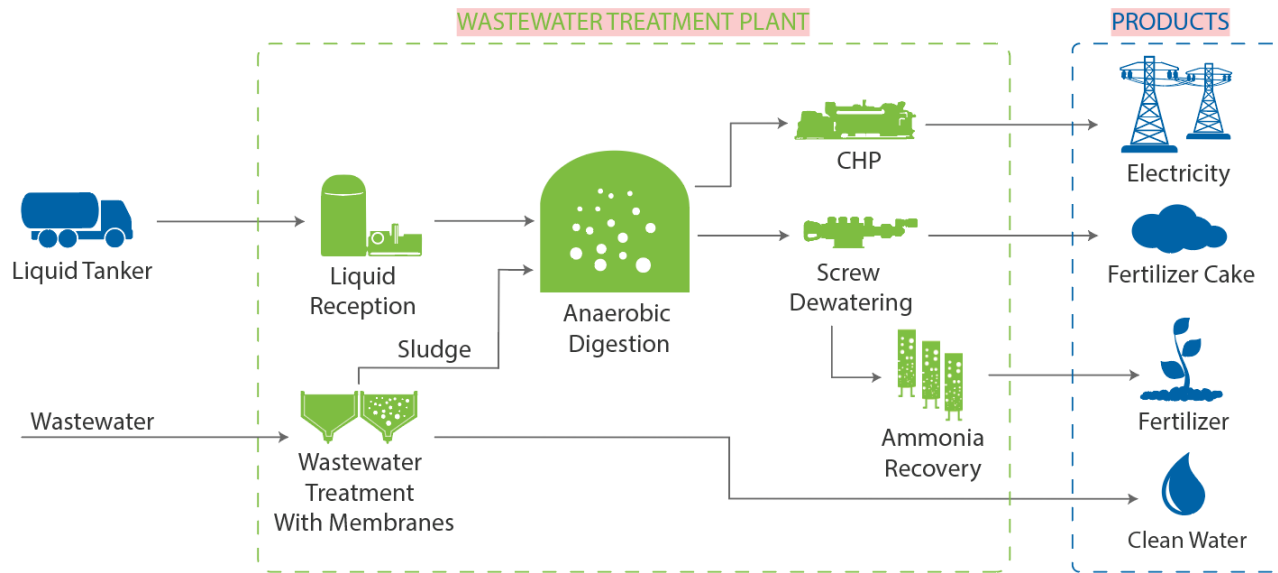 WASTEWATER TREATMENT PLANT
PRODUCTS
CHP
Electricity
Liquid Tanker
Liquid
Reception
Anaerobic
Digestion
Screw
Dewatering
Fertilizer Cake
Sludge
Wastewater
Wastewater
Treatment
With Membranes
Ammonia
Recovery
Fertilizer
Clean Water